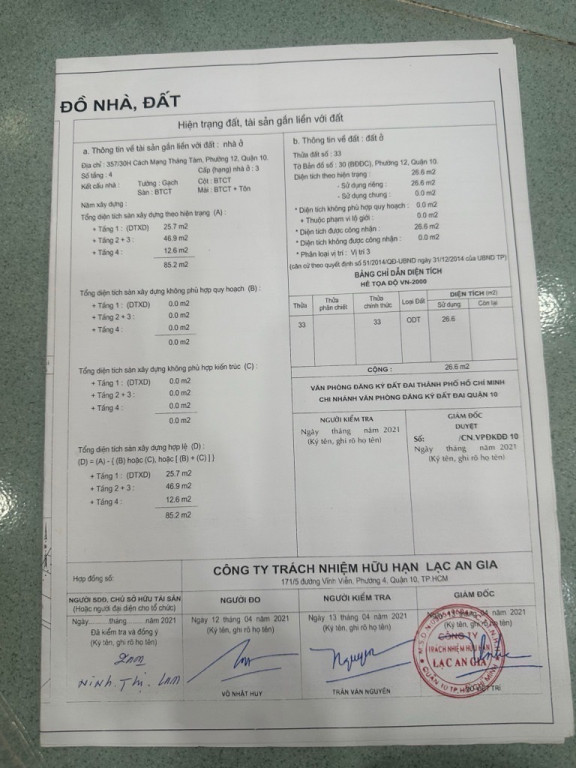 ĐỒ NHÀ, ĐẤT
Hiện trạng đất, tài sản gắn liền với đất
a. Thông tin về tài sản gắn liền với đất : nhà ở
Địa chỉ : 357/30H Cách Mạng Tháng Tám, Phường 12, Quận 10.
Số tầng : 4
Cấp (hạng) nhà ở : 3
Kết cấu nhà :
Tường : Gạch
Cột : BTCT
Sàn : BTCT
Mái : BTCT + Tôn
Năm xây dựng :
Tổng diện tích sàn xây dựng theo hiện trạng (A) :
+ Tầng 1 : (DTXD) 25.7 m2
+ Tầng 2 + 3 : 46.9 m2
+ Tầng 4 : 12.6 m2
85.2 m2
Tổng diện tích sàn xây dựng không phù hợp quy hoạch (B) :
+ Tầng 1 : (DTXD) 0.0 m2
+ Tầng 2 + 3 : 0.0 m2
+ Tầng 4 : 0.0 m2
0.0 m2
Tổng diện tích sàn xây dựng không phù hợp kiến trúc (C) :
+ Tầng 1 : (DTXD) 0.0 m2
+ Tầng 2 + 3 : 0.0 m2
+ Tầng 4 : 0.0 m2
0.0 m2
Tổng diện tích sàn xây dựng hợp lệ (D) :
(D) = (A) - [ (B) hoặc (C), hoặc [ (B) + (C) ] ]
+ Tầng 1 : (DTXD) 25.7 m2
+ Tầng 2 + 3 : 46.9 m2
+ Tầng 4 : 12.6 m2
85.2 m2
b. Thông tin về đất : đất ở
Thửa đất số : 33
Tờ Bản đồ số : 30 (BĐĐC), Phường 12, Quận 10.
Diện tích theo hiện trạng : 26.6 m2
- Sử dụng riêng : 26.6 m2
- Sử dụng chung : 0.0 m2
* Diện tích không phù hợp quy hoạch : 0.0 m2
+ Thuộc phạm vi lộ giới : 0.0 m2
* Diện tích được công nhận : 26.6 m2
* Diện tích không được công nhận : 0.0 m2
* Phân loại vị trí : Vị trí 3
(căn cứ theo quyết định số 51/2014/QĐ-UBND ngày 31/12/2014 của UBND TP)
BẢNG CHỈ DẪN DIỆN TÍCH
HỆ TỌA ĐỘ VN-2000
Thửa
Thửa phân chiết
Thửa chính thức
Loại Đất
DIỆN TÍCH (m2)
Sử dụng
Còn lại
33 33 ODT 26.6
CỘNG : 26.6 m2
VĂN PHÒNG ĐĂNG KÝ ĐẤT ĐAI THÀNH PHỐ HỒ CHÍ MINH
CHI NHÁNH VĂN PHÒNG ĐĂNG KÝ ĐẤT ĐAI QUẬN 10
NGƯỜI KIỂM TRA
Ngày tháng năm 2021
(Ký tên, ghi rõ họ tên)
GIÁM ĐỐC
DUYỆT
Số: /CN.VPĐKĐĐ 10
Ngày tháng năm 2021
(Ký tên, ghi rõ họ tên)
Hợp đồng số:
CÔNG TY TRÁCH NHIỆM HỮU HẠN LẠC AN GIA
171/5 đường Vĩnh Viễn, Phường 4, Quận 10, TP.HCM
NGƯỜI SDĐ, CHỦ SỞ HỮU TÀI SẢN
(Hoặc người đại diện cho tổ chức)
Ngày........ tháng........ năm2021
Đã kiểm tra và đồng ý
(Ký tên, ghi rõ họ tên)
Lam
Ninh. Thị. Lam
NGƯỜI ĐO
Ngày 12 tháng 04 năm2021
(Ký tên, ghi rõ họ tên)
VÕ NHẬT HUY
NGƯỜI KIỂM TRA
Ngày 13 tháng 04 năm 2021
(Ký tên, ghi rõ họ tên)
Nguyen
TRẦN VĂN NGUYÊN
GIÁM ĐỐC
04 năm2021
(Ký tên, ghi rõ họ tên)
CÔNG TY
TRÁCH NHIỆM HỮU HẠN
LẠC AN GIA
QUẬN 10 TP. HỒ CHÍ MINH